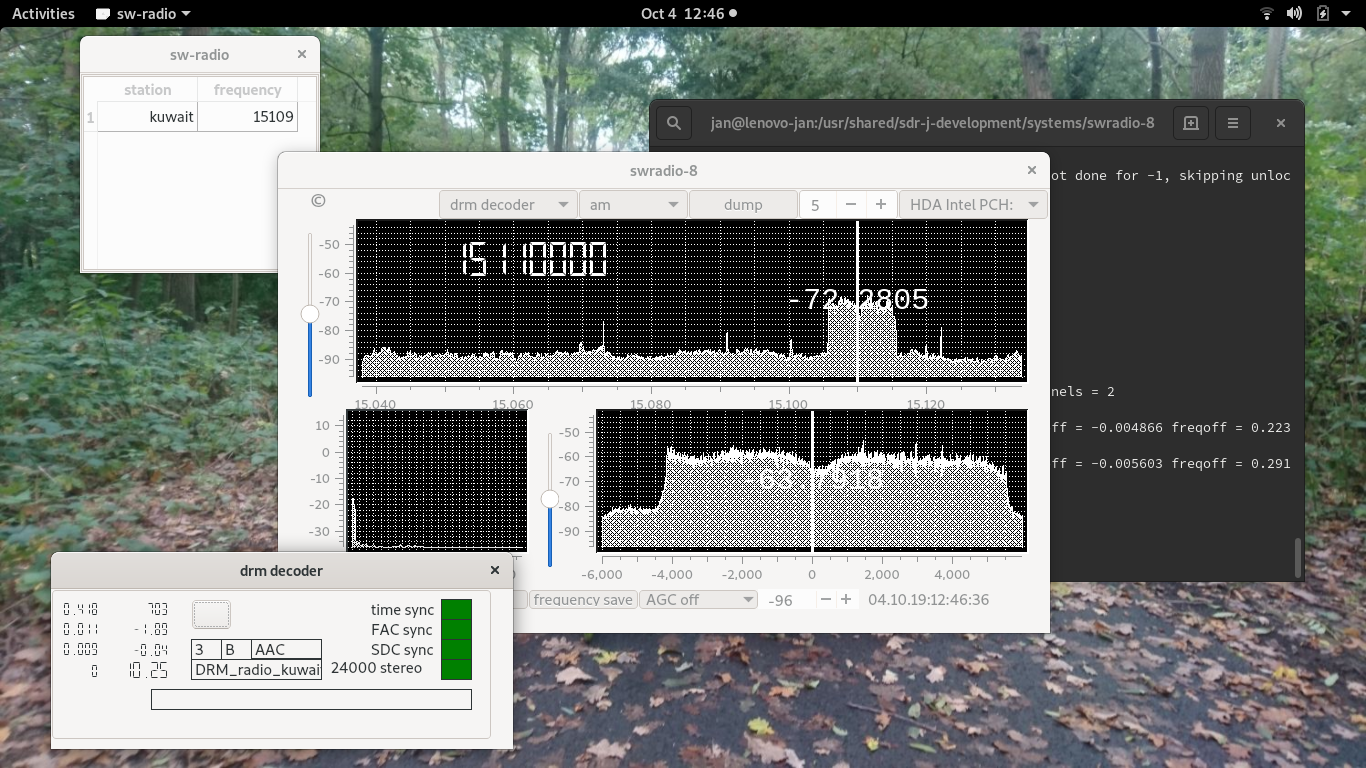 Activities sw-radio Oct 4 12:46
sw-radio
station frequency
1 kuwait 15109
jan@lenovo-jan:/usr/shared/sdr-j-development/systems/swradio-8
ot done for -1, skipping unloc
nels = 2
ff = -0.004866 freqoff = 0.223
ff = -0.005603 freqoff = 0.291
swradio-8
© drm decoder am dump 5 HDA Intel PCH:
-50
15110000
-60
-70
-72.2805
-80
-90
15.040 15.060 15.080 15.100 15.120
10
0
-10
-20
-30
-50
-60
-70
-80
-90
-6,000 -4,000 -2,000 0 2,000 4,000
frequency save AGC off -96 04.10.19:12:46:36
drm decoder
0.418 703 time sync
0.011 -1.89 FAC sync
0.009 -0.04 3 B AAC SDC sync
0 10.25 DRM_radio_kuwai 24000 stereo